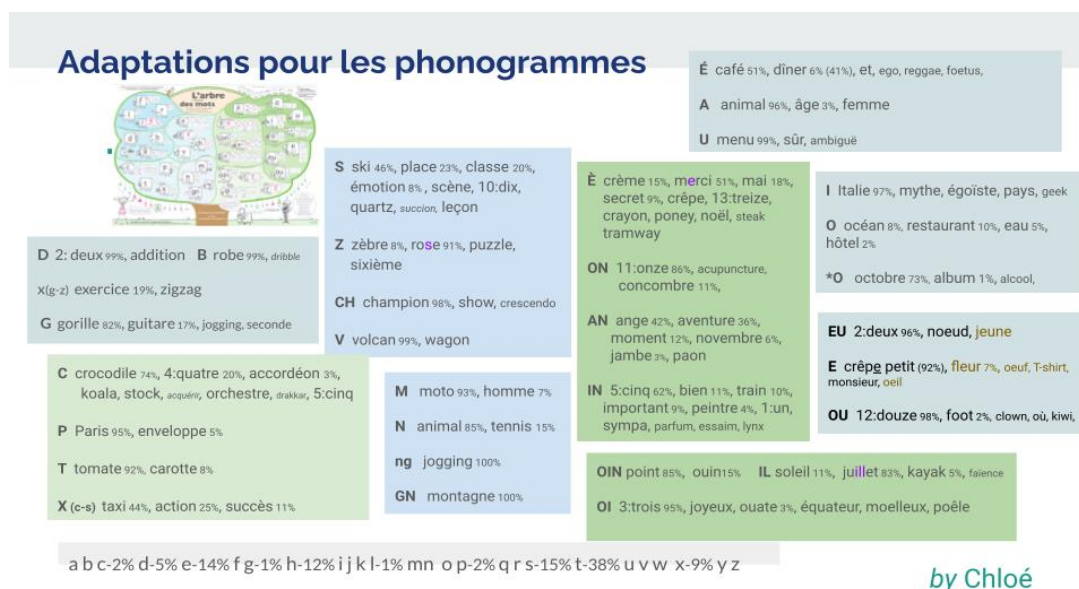 Adaptations pour les phonogrammes
L'arbre
des mots
É café 51%, dîner 6% (41%), et, ego, reggae, foetus,
A animal 96%, âge 3%, femme
U menu 99%, sûr, ambiguë
S ski 46%, place 23%, classe 20%,
émotion 8% , scène, 10:dix,
quartz, succion, leçon
Z zèbre 8%, rose 91%, puzzle,
sixième
CH champion 98%, show, crescendo
V volcan 99%, wagon
È crème 15%, merci 51%, mai 18%,
secret 9%, crêpe, 13:treize,
crayon, poney, noël, steak
tramway
ON 11:onze 86%, acupuncture,
concombre 11%,
AN ange 42%, aventure 36%,
moment 12%, novembre 6%,
jambe 3%, paon
IN 5:cinq 62%, bien 11%, train 10%,
important 9%, peintre 4%, 1:un,
sympa, parfum, essaim, lynx
I Italie 97%, mythe, égoïste, pays, geek
O océan 8%, restaurant 10%, eau 5%,
hôtel 2%
*O octobre 73%, album 1%, alcool,
D 2: deux 99%, addition B robe 99%, dribble
x(g-z) exercice 19%, zigzag
G gorille 82%, guitare 17%, jogging, seconde
EU 2:deux 96%, noeud, jeune
E crêpe petit (92%), fleur 7%, oeuf, T-shirt,
monsieur, oeil
OU 12:douze 98%, foot 2%, clown, où, kiwi,
C crocodile 74%, 4:quatre 20%, accordéon 3%,
koala, stock, acquérir, orchestre, drakkar, 5:cinq
P Paris 95%, enveloppe 5%
T tomate 92%, carotte 8%
X (c-s) taxi 44%, action 25%, succès 11%
M moto 93%, homme 7%
N animal 85%, tennis 15%
ng jogging 100%
GN montagne 100%
OIN point 85%, ouin15% IL soleil 11%, juillet 83%, kayak 5%, faïence
OI 3:trois 95%, joyeux, ouate 3%, équateur, moelleux, poêle
a b c-2% d-5% e-14% f g-1% h-12% i j k l-1% mn o p-2% q r s-15% t-38% u v w x-9% y z
by Chloé